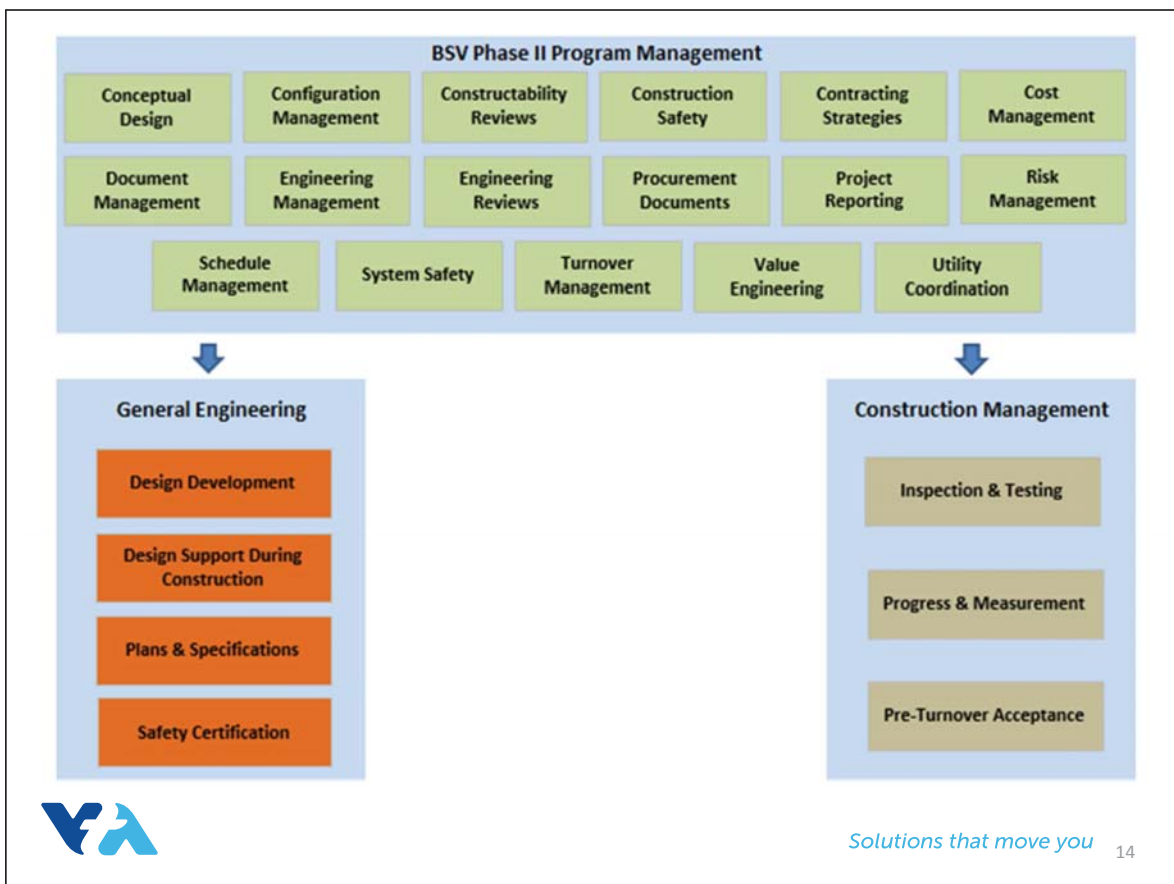 BSV Phase II Program Management
Conceptual
Design
Configuration
Management
Constructability
Reviews
Construction
Safety
Contracting
Strategies
Cost
Management
Document
Management
Engineering
Management
Engineering
Reviews
Procurement
Documents
Project
Reporting
Risk
Management
Schedule
Management
System Safety
Turnover
Management
Value
Engineering
Utility
Coordination
General Engineering
Design Development
Design Support During
Construction
Plans & Specifications
Safety Certification
Construction Management
Inspection & Testing
Progress & Measurement
Pre-Turnover Acceptance
VTA
Solutions that move you
14